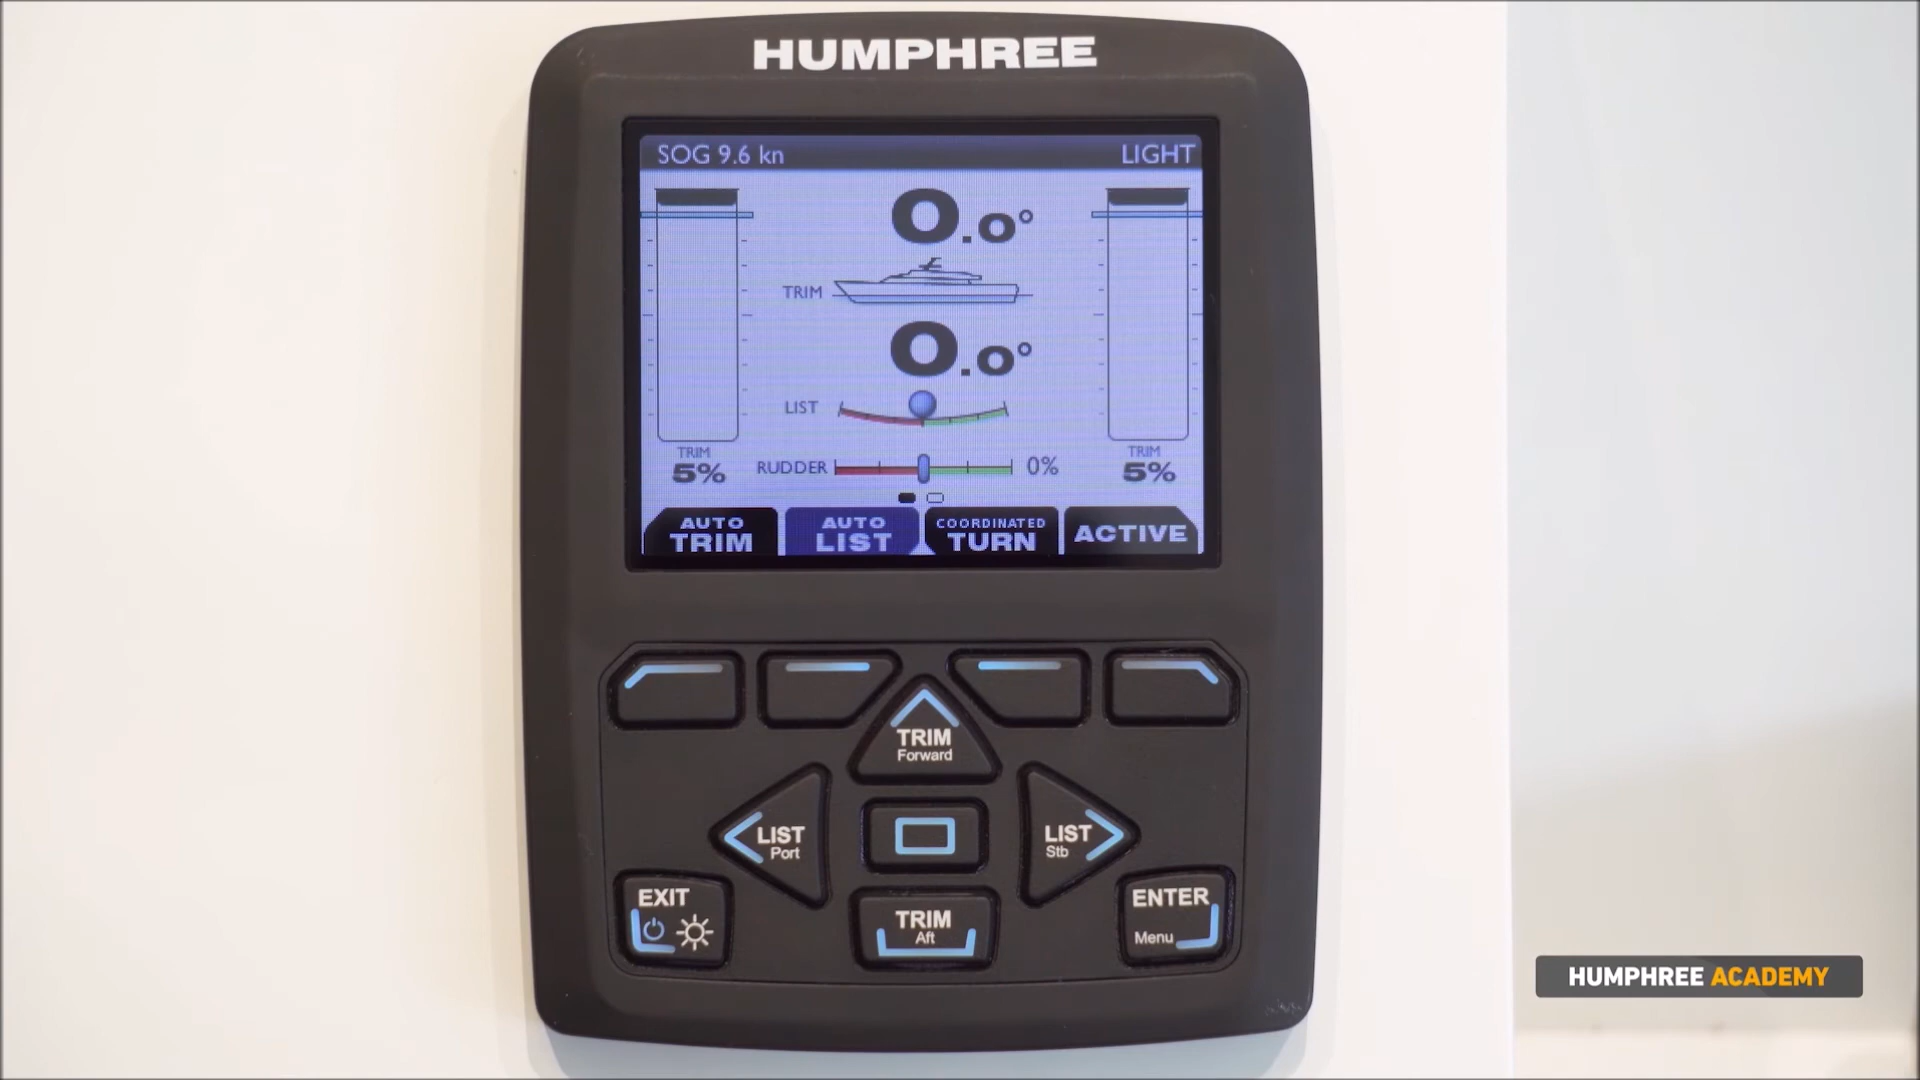 HUMPHREE
SOG 9.6 kn
LIGHT
0.0°
TRIM
0.0°
LIST
TRIM
5%
RUDDER
0%
TRIM
5%
AUTO
TRIM
AUTO
LIST
COORDINATED
TURN
ACTIVE
TRIM
Forward
LIST
Port
LIST
Stb
EXIT
TRIM
Aft
ENTER
Menu
HUMPHREE ACADEMY